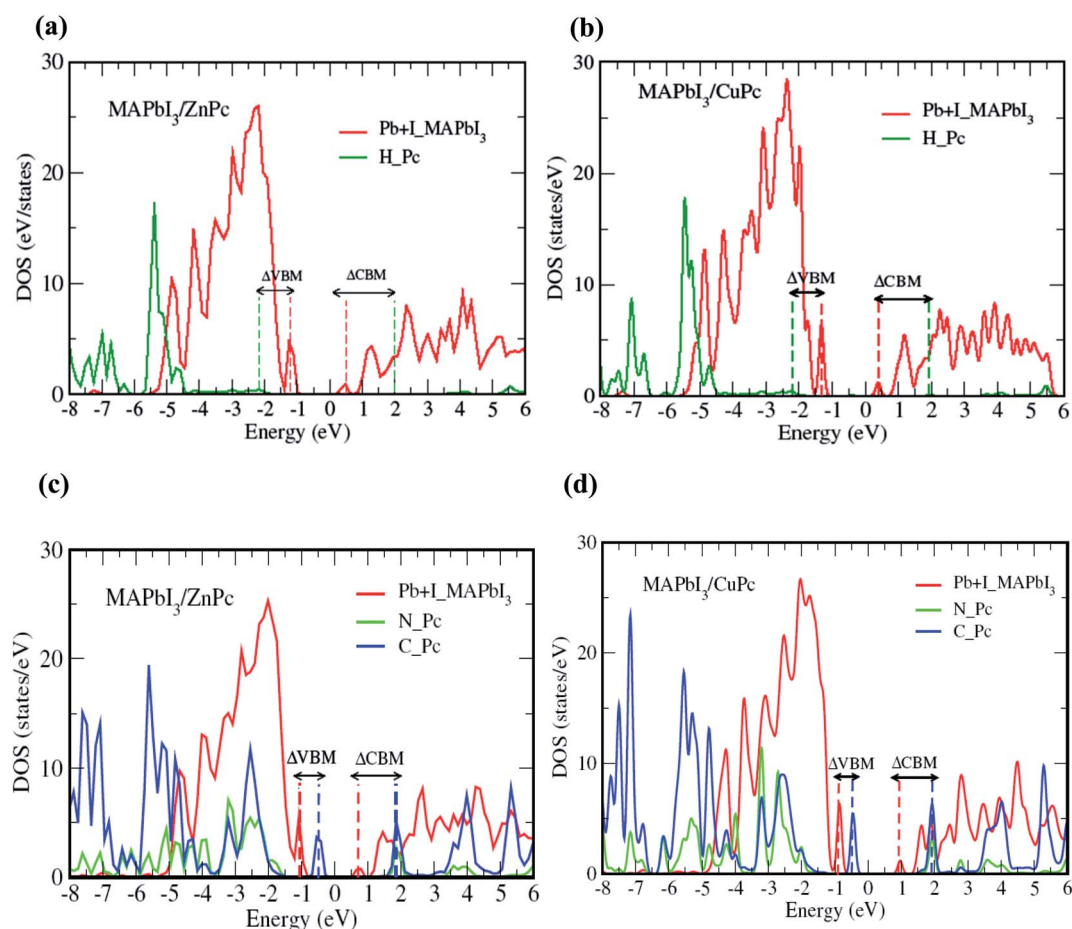 (a)
30
20
10
0
DOS (eV/states)
MAPbI₃/ZnPc
Pb+I_MAPbI₃
H_Pc
ΔVBM
ΔCBM
-8 -7 -6 -5 -4 -3 -2 -1 0 1 2 3 4 5 6
Energy (eV)
(b)
30
20
10
0
DOS (states/eV)
MAPbI₃/CuPc
Pb+I_MAPbI₃
H_Pc
ΔVBM
ΔCBM
-8 -7 -6 -5 -4 -3 -2 -1 0 1 2 3 4 5 6
Energy (eV)
(c)
30
20
10
0
DOS (states/eV)
MAPbI₃/ZnPc
Pb+I_MAPbI₃
N_Pc
C_Pc
ΔVBM
ΔCBM
-8 -7 -6 -5 -4 -3 -2 -1 0 1 2 3 4 5 6
Energy (eV)
(d)
30
20
10
0
DOS (states/eV)
MAPbI₃/CuPc
Pb+I_MAPbI₃
N_Pc
C_Pc
ΔVBM
ΔCBM
-8 -7 -6 -5 -4 -3 -2 -1 0 1 2 3 4 5 6
Energy (eV)